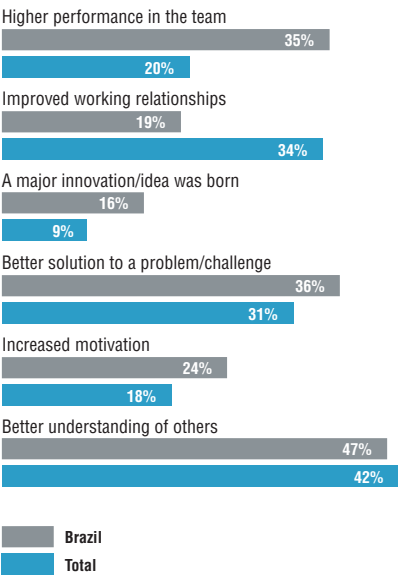 Higher performance in the team
35%
20%
Improved working relationships
19%
34%
A major innovation/idea was born
16%
9%
Better solution to a problem/challenge
36%
31%
Increased motivation
24%
18%
Better understanding of others
47%
42%
Brazil
Total